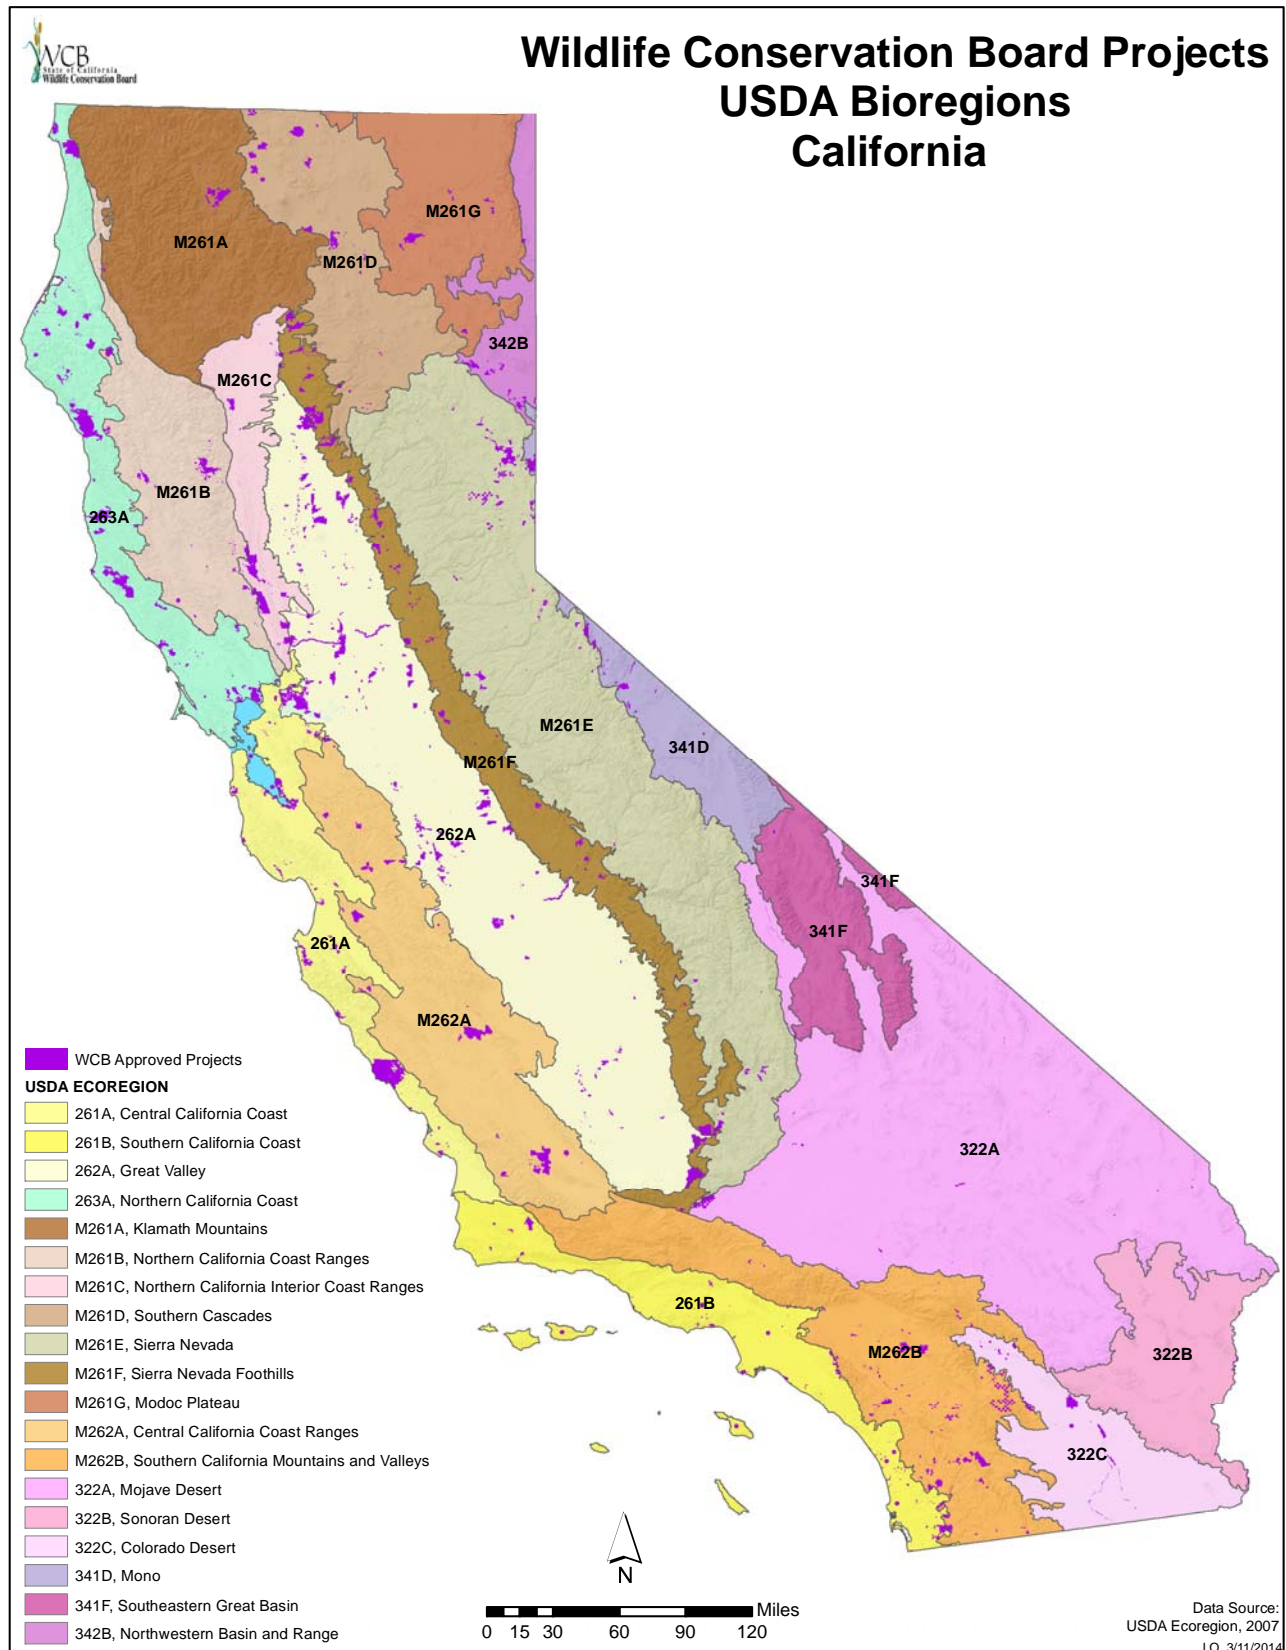 WCB
State of California
Wildlife Conservation Board
Wildlife Conservation Board Projects
USDA Bioregions
California
M261G
M261A
M261D
342B
M261C
M261B
263A
M261E
341D
M261F
262A
341F
341F
261A
M262A
322A
261B
M262B
322B
322C
WCB Approved Projects
USDA ECOREGION
261A, Central California Coast
261B, Southern California Coast
262A, Great Valley
263A, Northern California Coast
M261A, Klamath Mountains
M261B, Northern California Coast Ranges
M261C, Northern California Interior Coast Ranges
M261D, Southern Cascades
M261E, Sierra Nevada
M261F, Sierra Nevada Foothills
M261G, Modoc Plateau
M262A, Central California Coast Ranges
M262B, Southern California Mountains and Valleys
322A, Mojave Desert
322B, Sonoran Desert
322C, Colorado Desert
341D, Mono
341F, Southeastern Great Basin
342B, Northwestern Basin and Range
N
Miles
0 15 30 60 90 120
Data Source:
USDA Ecoregion, 2007
LO 3/11/2014